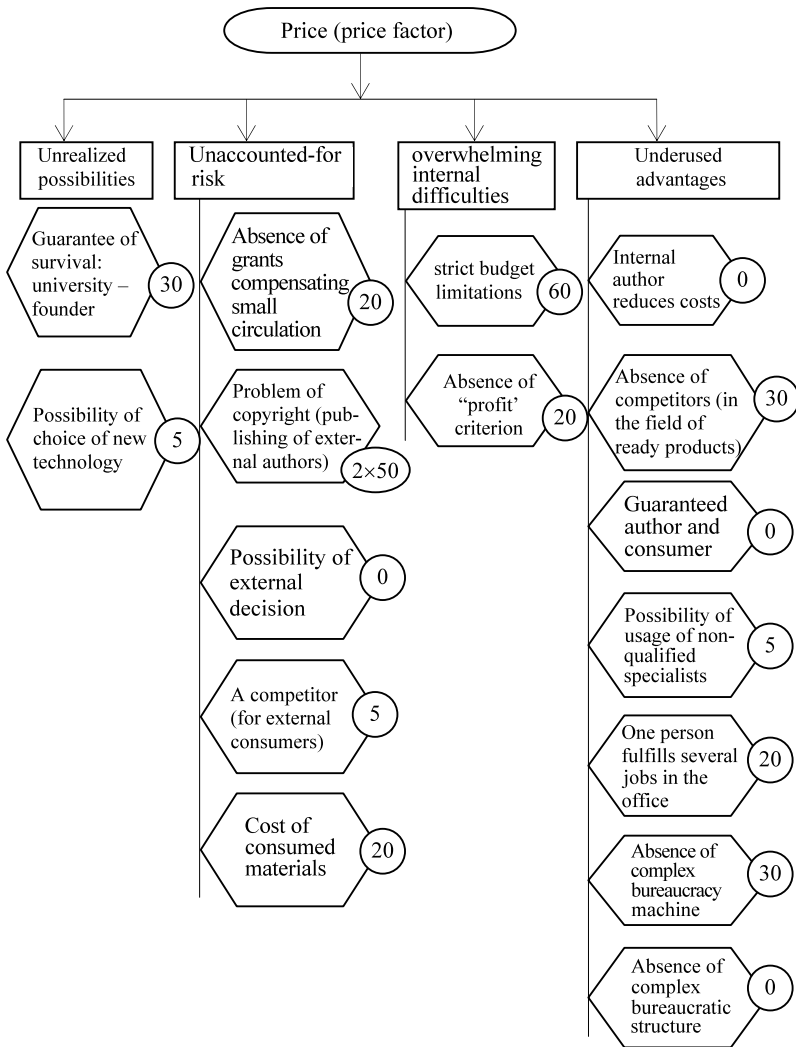 Price (price factor)
Unrealized
possibilities
Guarantee of
survival:
university –
founder
30
Possibility of
choice of new
technology
5
Unaccounted-for
risk
Absence of
grants
compensating
small
circulation
20
Problem of
copyright (pub-
lishing of exter-
nal authors)
2×50
Possibility of
external
decision
0
A competitor
(for external
consumers)
5
Cost of
consumed
materials
20
overwhelming
internal
difficulties
strict budget
limitations
60
Absence of
“profit’
criterion
20
Underused
advantages
Internal
author
reduces costs
0
Absence of
competitors (in
the field of
ready products)
30
Guaranteed
author and
consumer
0
Possibility of
usage of non-
qualified
specialists
5
One person
fulfills several
jobs in the
office
20
Absence of
complex
bureaucracy
machine
30
Absence of
complex
bureaucratic
structure
0